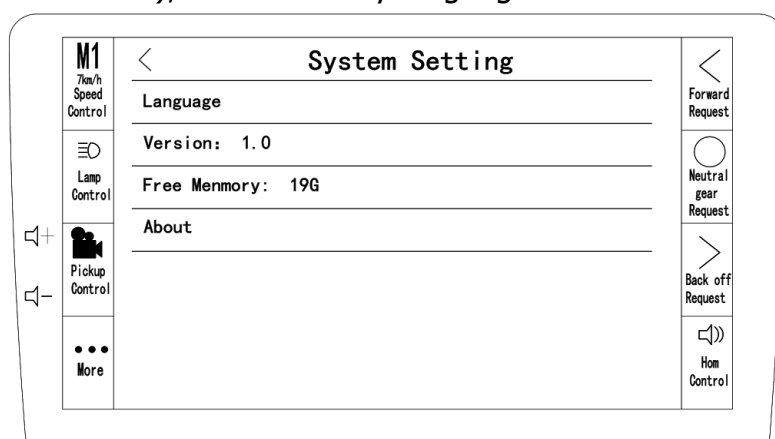 M1
7km/h
Speed
Control
Lamp
Control
Pickup
Control
More
System Setting
Language
Version: 1.0
Free Menmory: 19G
About
Forward
Request
Neutral
gear
Request
Back off
Request
Hom
Control